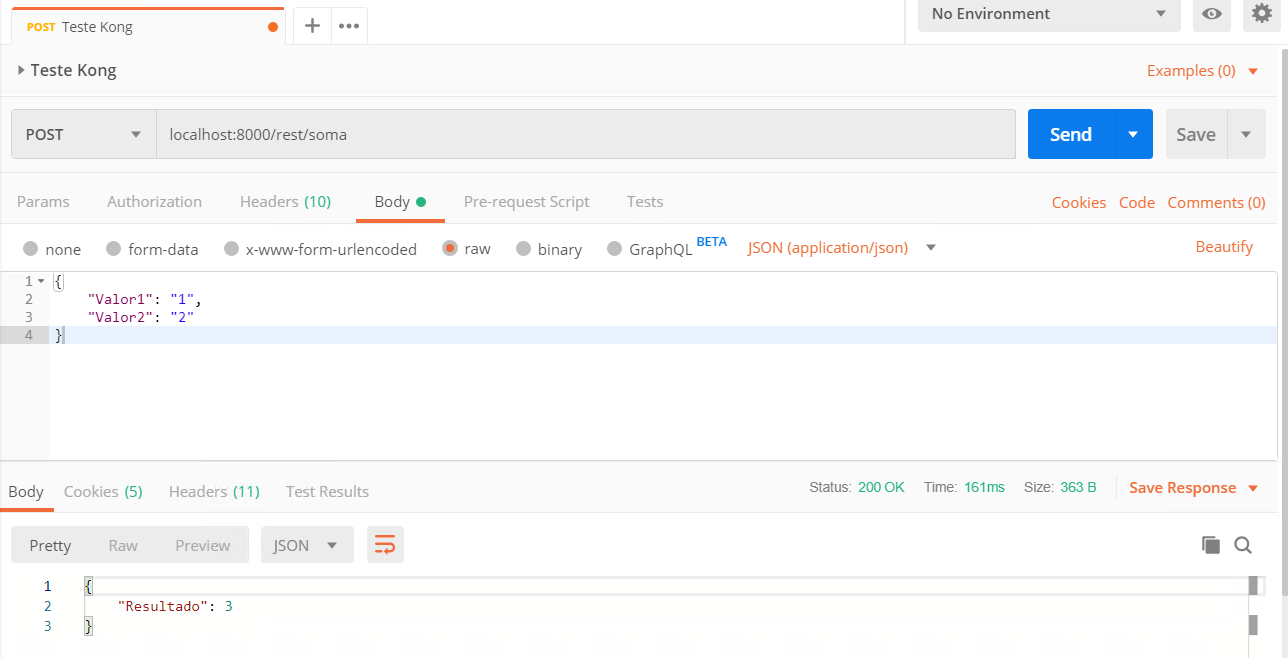 POST Teste Kong
No Environment
Teste Kong
Examples (0)
POST localhost:8000/rest/soma Send Save
Params Authorization Headers (10) Body Pre-request Script Tests Cookies Code Comments (0)
none form-data x-www-form-urlencoded raw binary GraphQL BETA JSON (application/json) Beautify
1 {
2 "Valor1": "1",
3 "Valor2": "2"
4 }
Body Cookies (5) Headers (11) Test Results Status: 200 OK Time: 161ms Size: 363 B Save Response
Pretty Raw Preview JSON
1 {
2 "Resultado": 3
3 }